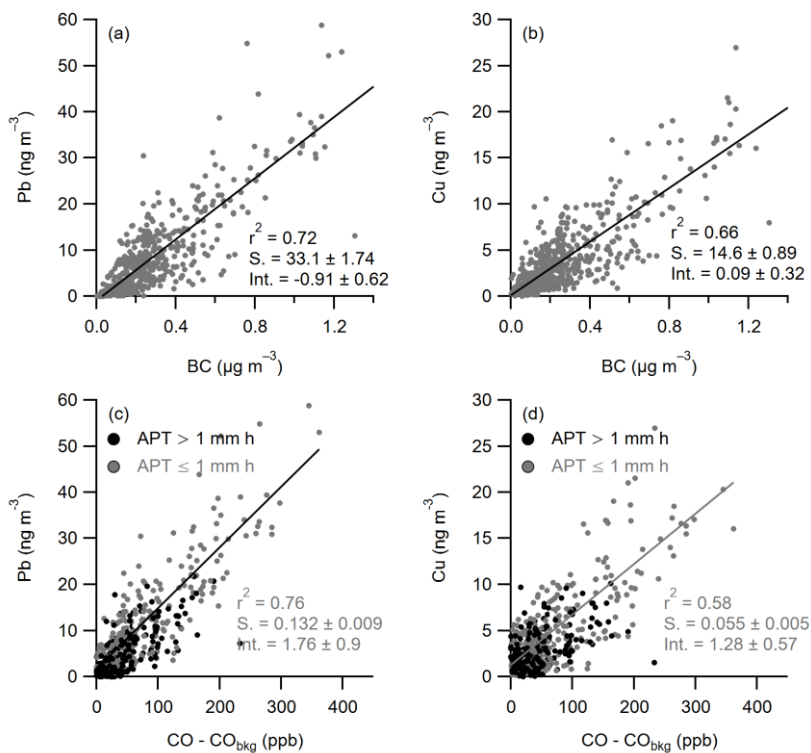 (a)
60
50
40
30
20
10
0
Pb (ng m⁻³)
r² = 0.72
S. = 33.1 ± 1.74
Int. = -0.91 ± 0.62
0.0
0.4
0.8
1.2
BC (µg m⁻³)
(b)
30
25
20
15
10
5
0
Cu (ng m⁻³)
r² = 0.66
S. = 14.6 ± 0.89
Int. = 0.09 ± 0.32
0.0
0.4
0.8
1.2
BC (µg m⁻³)
(c)
60
50
40
30
20
10
0
Pb (ng m⁻³)
APT > 1 mm h
APT ≤ 1 mm h
r² = 0.76
S. = 0.132 ± 0.009
Int. = 1.76 ± 0.9
0
100
200
300
400
CO - CO_bkg (ppb)
(d)
30
25
20
15
10
5
0
Cu (ng m⁻³)
APT > 1 mm h
APT ≤ 1 mm h
r² = 0.58
S. = 0.055 ± 0.005
Int. = 1.28 ± 0.57
0
100
200
300
400
CO - CO_bkg (ppb)